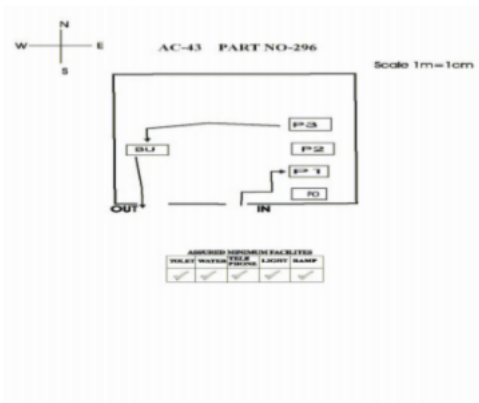 N
W E
S
AC-43 PART NO-296
Scale 1m=1cm
P3
BU
P2
P1
PO
OUT IN
ASSURED MINIMUM FACILITES
TOILET WATER TELE PHONE LIGHT RAMP